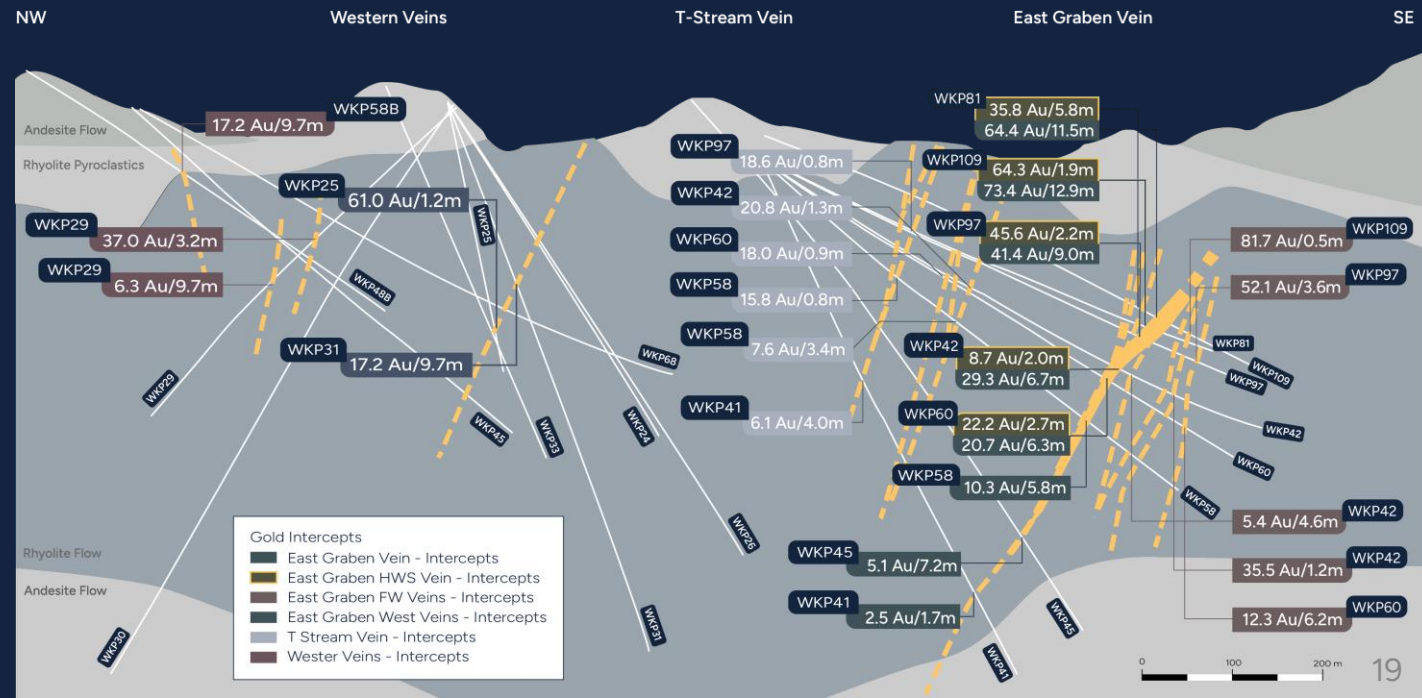 NW
Western Veins
T-Stream Vein
East Graben Vein
SE
Andesite Flow
Rhyolite Pyroclastics
WKP58B
17.2 Au/9.7m
WKP25
61.0 Au/1.2m
WKP29
37.0 Au/3.2m
WKP29
6.3 Au/9.7m
WKP31
17.2 Au/9.7m
WKP25
WKP48B
WKP29
WKP45
WKP33
WKP68
WKP24
WKP26
WKP31
WKP30
WKP97
18.6 Au/0.8m
WKP42
20.8 Au/1.3m
WKP60
18.0 Au/0.9m
WKP58
15.8 Au/0.8m
WKP58
7.6 Au/3.4m
WKP41
6.1 Au/4.0m
WKP81
35.8 Au/5.8m
64.4 Au/11.5m
WKP109
64.3 Au/1.9m
73.4 Au/12.9m
WKP97
45.6 Au/2.2m
41.4 Au/9.0m
WKP42
8.7 Au/2.0m
29.3 Au/6.7m
WKP60
22.2 Au/2.7m
20.7 Au/6.3m
WKP58
10.3 Au/5.8m
WKP45
5.1 Au/7.2m
WKP41
2.5 Au/1.7m
WKP109
81.7 Au/0.5m
WKP97
52.1 Au/3.6m
WKP81
WKP109
WKP97
WKP42
WKP60
WKP58
WKP42
5.4 Au/4.6m
WKP42
35.5 Au/1.2m
WKP60
12.3 Au/6.2m
WKP45
WKP41
Rhyolite Flow
Andesite Flow
Gold Intercepts
East Graben Vein - Intercepts
East Graben HWS Vein - Intercepts
East Graben FW Veins - Intercepts
East Graben West Veins - Intercepts
T Stream Vein - Intercepts
Wester Veins - Intercepts
0 100 200 m
19